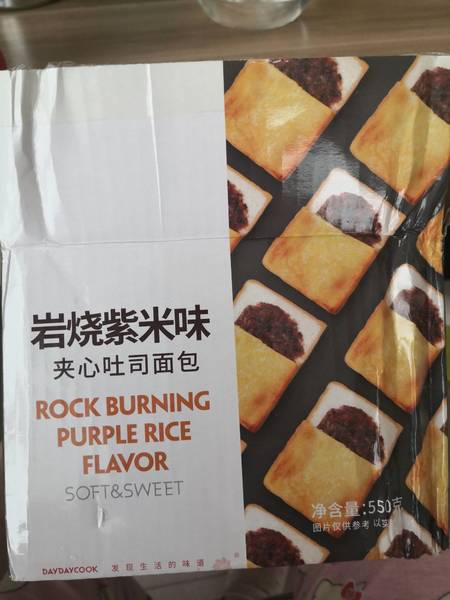 岩烧紫米味
夹心吐司面包
ROCK BURNING
PURPLE RICE
FLAVOR
SOFT&SWEET
净含量:550克
图片仅供参考 以
DAYDAYCOOK 发现生活的味道